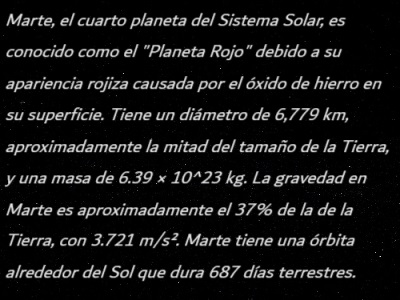 Marte, el cuarto planeta del Sistema Solar, es
conocido como el "Planeta Rojo" debido a su
apariencia rojiza causada por el óxido de hierro en
su superficie. Tiene un diámetro de 6,779 km,
aproximadamente la mitad del tamaño de la Tierra,
y una masa de 6.39 × 10^23 kg. La gravedad en
Marte es aproximadamente el 37% de la de la
Tierra, con 3.721 m/s². Marte tiene una órbita
alrededor del Sol que dura 687 días terrestres.